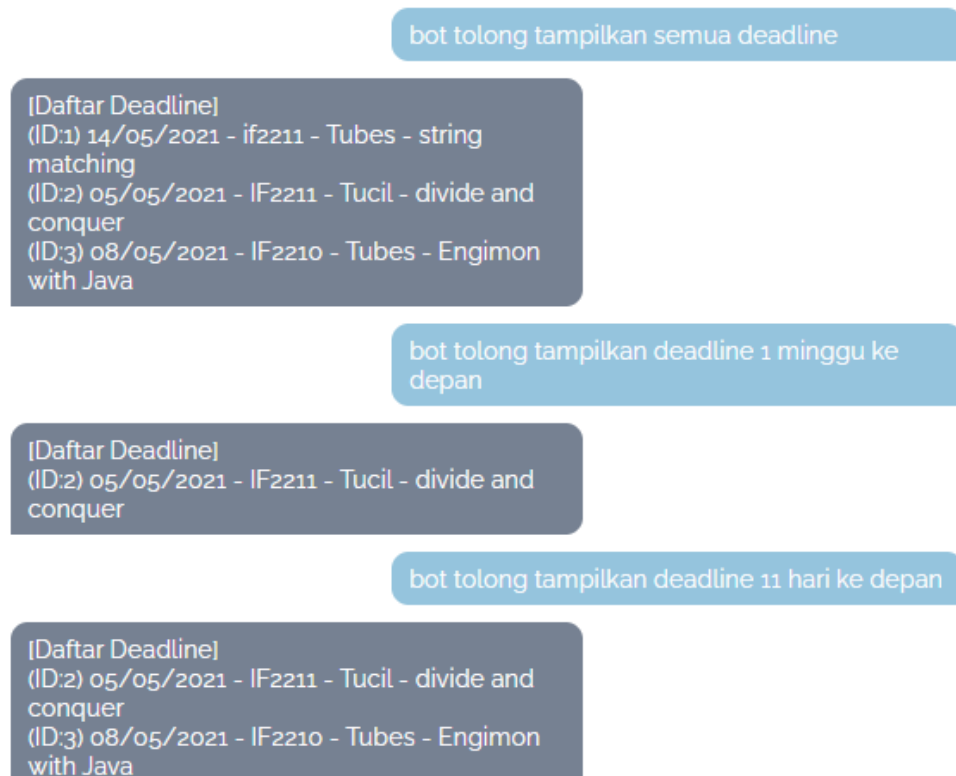 bot tolong tampilkan semua deadline
[Daftar Deadline]
(ID:1) 14/05/2021 - if2211 - Tubes - string
matching
(ID:2) 05/05/2021 - IF2211 - Tucil - divide and
conquer
(ID:3) 08/05/2021 - IF2210 - Tubes - Engimon
with Java
bot tolong tampilkan deadline 1 minggu ke
depan
[Daftar Deadline]
(ID:2) 05/05/2021 - IF2211 - Tucil - divide and
conquer
bot tolong tampilkan deadline 11 hari ke depan
[Daftar Deadline]
(ID:2) 05/05/2021 - IF2211 - Tucil - divide and
conquer
(ID:3) 08/05/2021 - IF2210 - Tubes - Engimon
with Java